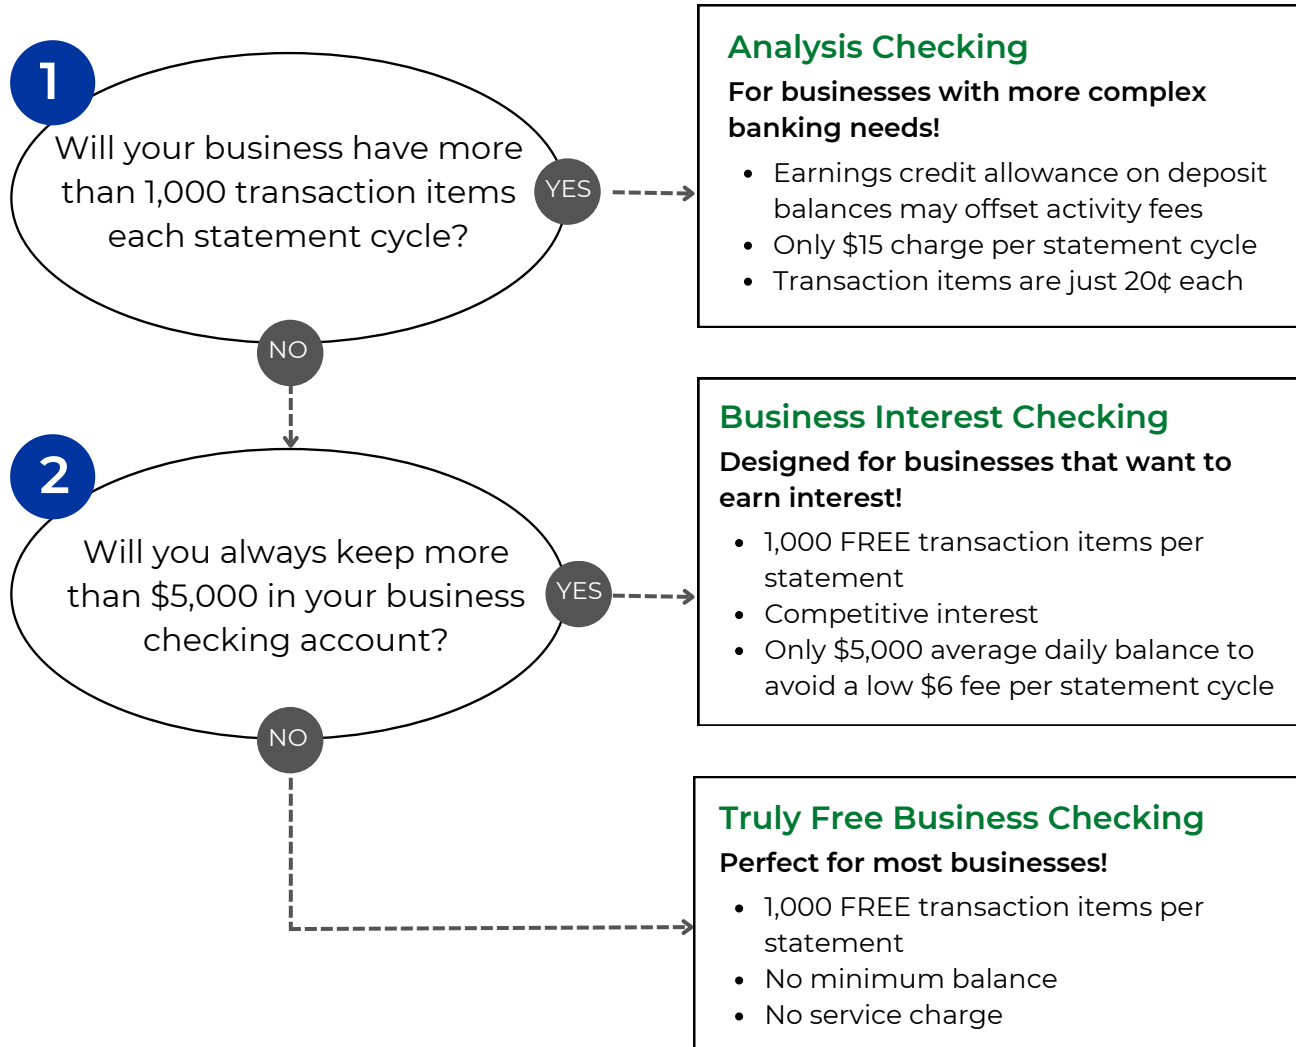 1
Will your business have more
than 1,000 transaction items
each statement cycle?
YES
NO
Analysis Checking
For businesses with more complex
banking needs!
• Earnings credit allowance on deposit
balances may offset activity fees
• Only $15 charge per statement cycle
• Transaction items are just 20¢ each
2
Will you always keep more
than $5,000 in your business
checking account?
YES
NO
Business Interest Checking
Designed for businesses that want to
earn interest!
• 1,000 FREE transaction items per
statement
• Competitive interest
• Only $5,000 average daily balance to
avoid a low $6 fee per statement cycle
Truly Free Business Checking
Perfect for most businesses!
• 1,000 FREE transaction items per
statement
• No minimum balance
• No service charge